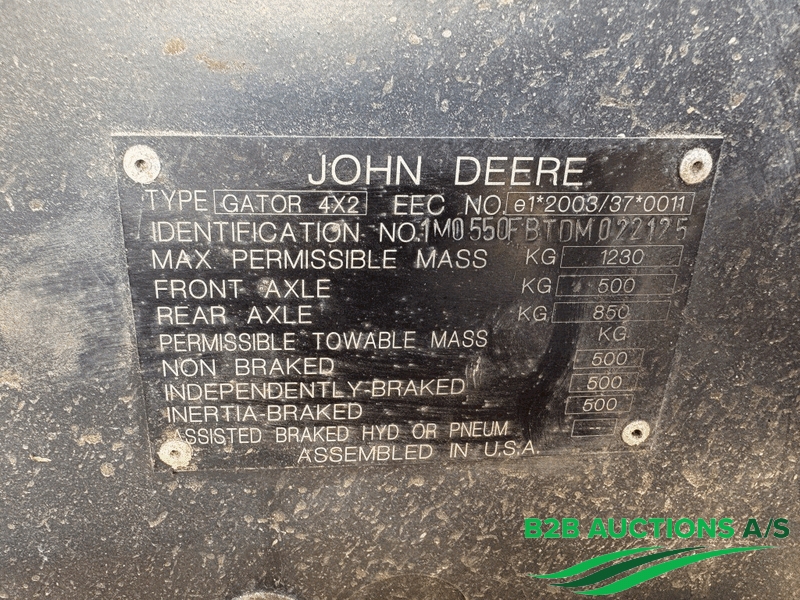 JOHN DEERE
TYPE GATOR 4X2 EEC NO. e1*2003/37*0011
IDENTIFICATION NO. 1M0550FBTDM022125
MAX PERMISSIBLE MASS KG 1230
FRONT AXLE KG 500
REAR AXLE KG 850
PERMISSIBLE TOWABLE MASS KG
NON BRAKED 500
INDEPENDENTLY-BRAKED 500
INERTIA-BRAKED 500
ASSISTED BRAKED HYD OR PNEUM ---
ASSEMBLED IN U.S.A.
B2B AUCTIONS A/S